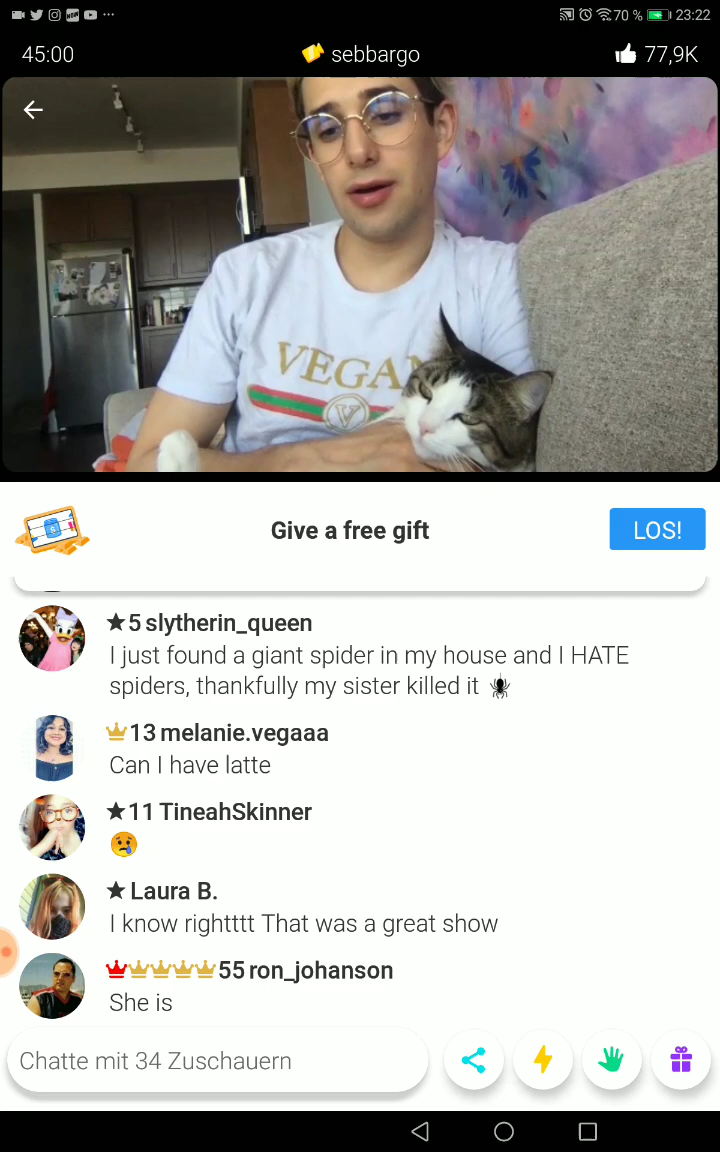 70 % 23:22
45:00 sebbargo 77,9K
VEGAN
V
Give a free gift LOS!
5 slytherin_queen
I just found a giant spider in my house and I HATE
spiders, thankfully my sister killed it 🕷
13 melanie.vegaaa
Can I have latte
11 TineahSkinner
😢
Laura B.
I know rightttt That was a great show
55 ron_johanson
She is
Chatte mit 34 Zuschauern